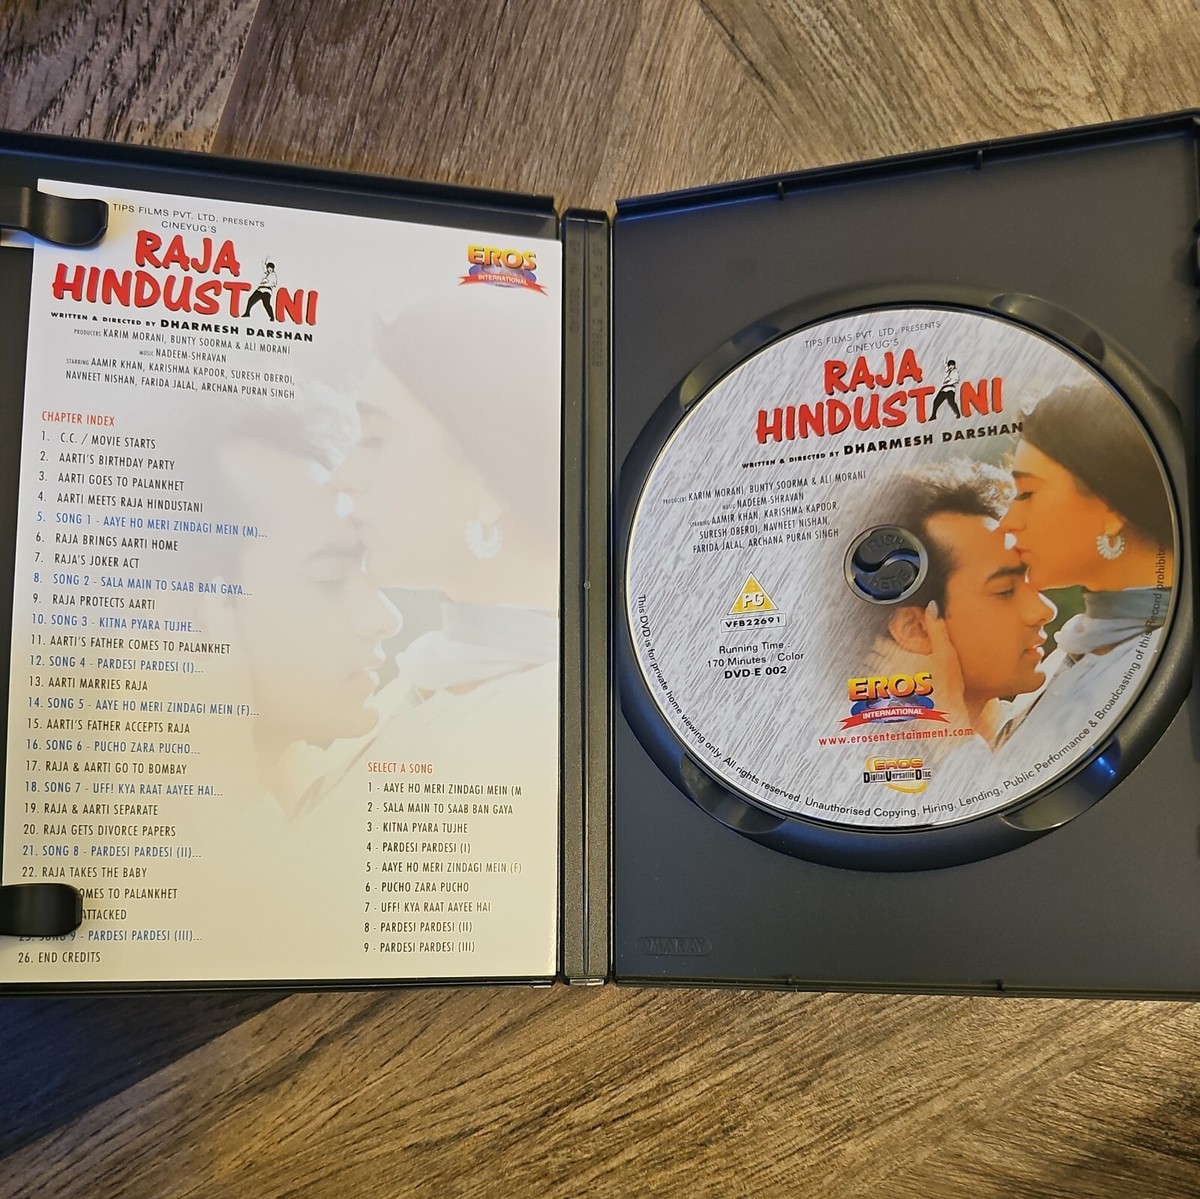 TIPS FILMS PVT. LTD. PRESENTS
CINEYUG'S
RAJA
HINDUSTANI
WRITTEN & DIRECTED BY DHARMESH DARSHAN
PRODUCERS KARIM MORANI, BUNTY SOORMA & ALI MORANI
MUSIC NADEEM-SHRAVAN
STARRING AAMIR KHAN, KARISHMA KAPOOR, SURESH OBEROI,
NAVNEET NISHAN, FARIDA JALAL, ARCHANA PURAN SINGH
EROS
INTERNATIONAL
CHAPTER INDEX
1. C.C. / MOVIE STARTS
2. AARTI'S BIRTHDAY PARTY
3. AARTI GOES TO PALANKHET
4. AARTI MEETS RAJA HINDUSTANI
5. SONG 1 - AAYE HO MERI ZINDAGI MEIN (M)...
6. RAJA BRINGS AARTI HOME
7. RAJA'S JOKER ACT
8. SONG 2 - SALA MAIN TO SAAB BAN GAYA...
9. RAJA PROTECTS AARTI
10. SONG 3 - KITNA PYARA TUJHE...
11. AARTI'S FATHER COMES TO PALANKHET
12. SONG 4 - PARDESI PARDESI (I)...
13. AARTI MARRIES RAJA
14. SONG 5 - AAYE HO MERI ZINDAGI MEIN (F)...
15. AARTI'S FATHER ACCEPTS RAJA
16. SONG 6 - PUCHO ZARA PUCHO...
17. RAJA & AARTI GO TO BOMBAY
18. SONG 7 - UFF! KYA RAAT AAYEE HAI...
19. RAJA & AARTI SEPARATE
20. RAJA GETS DIVORCE PAPERS
21. SONG 8 - PARDESI PARDESI (II)...
22. RAJA TAKES THE BABY
OMES TO PALANKHET
ATTACKED
25. SONG 9 - PARDESI PARDESI (III)...
26. END CREDITS
SELECT A SONG
1 - AAYE HO MERI ZINDAGI MEIN (M
2 - SALA MAIN TO SAAB BAN GAYA
3 - KITNA PYARA TUJHE
4 - PARDESI PARDESI (I)
5 - AAYE HO MERI ZINDAGI MEIN (F)
6 - PUCHO ZARA PUCHO
7 - UFF! KYA RAAT AAYEE HAI
8 - PARDESI PARDESI (II)
9 - PARDESI PARDESI (III)
TIPS FILMS PVT. LTD. PRESENTS
CINEYUG'S
RAJA
HINDUSTANI
WRITTEN & DIRECTED BY DHARMESH DARSHAN
PRODUCERS KARIM MORANI, BUNTY SOORMA & ALI MORANI
MUSIC NADEEM-SHRAVAN
STARRING AAMIR KHAN, KARISHMA KAPOOR,
SURESH OBEROI, NAVNEET NISHAN,
FARIDA JALAL, ARCHANA PURAN SINGH
PUSH
HERE
PG
VFB22691
Running Time :
170 Minutes / Color
DVD-E 002
EROS
INTERNATIONAL
www.erosentertainment.com
EROS
Digital Versatile Disc
This DVD is for private home viewing only. All rights reserved. Unauthorised Copying, Hiring, Lending, Public Performance & Broadcasting of this Record prohibited
AMARAY